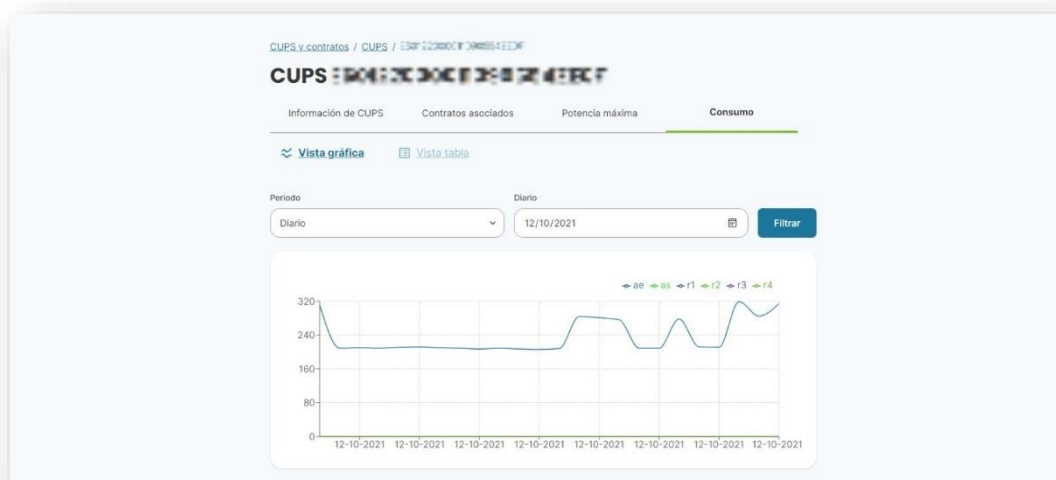 CUPS y contratos / CUPS /
CUPS
Información de CUPS Contratos asociados Potencia máxima Consumo
Vista gráfica Vista tabla
Periodo Diario
Diario 12/10/2021 Filtrar
ae as r1 r2 r3 r4
320
240
160
80
0
12-10-2021 12-10-2021 12-10-2021 12-10-2021 12-10-2021 12-10-2021 12-10-2021 12-10-2021